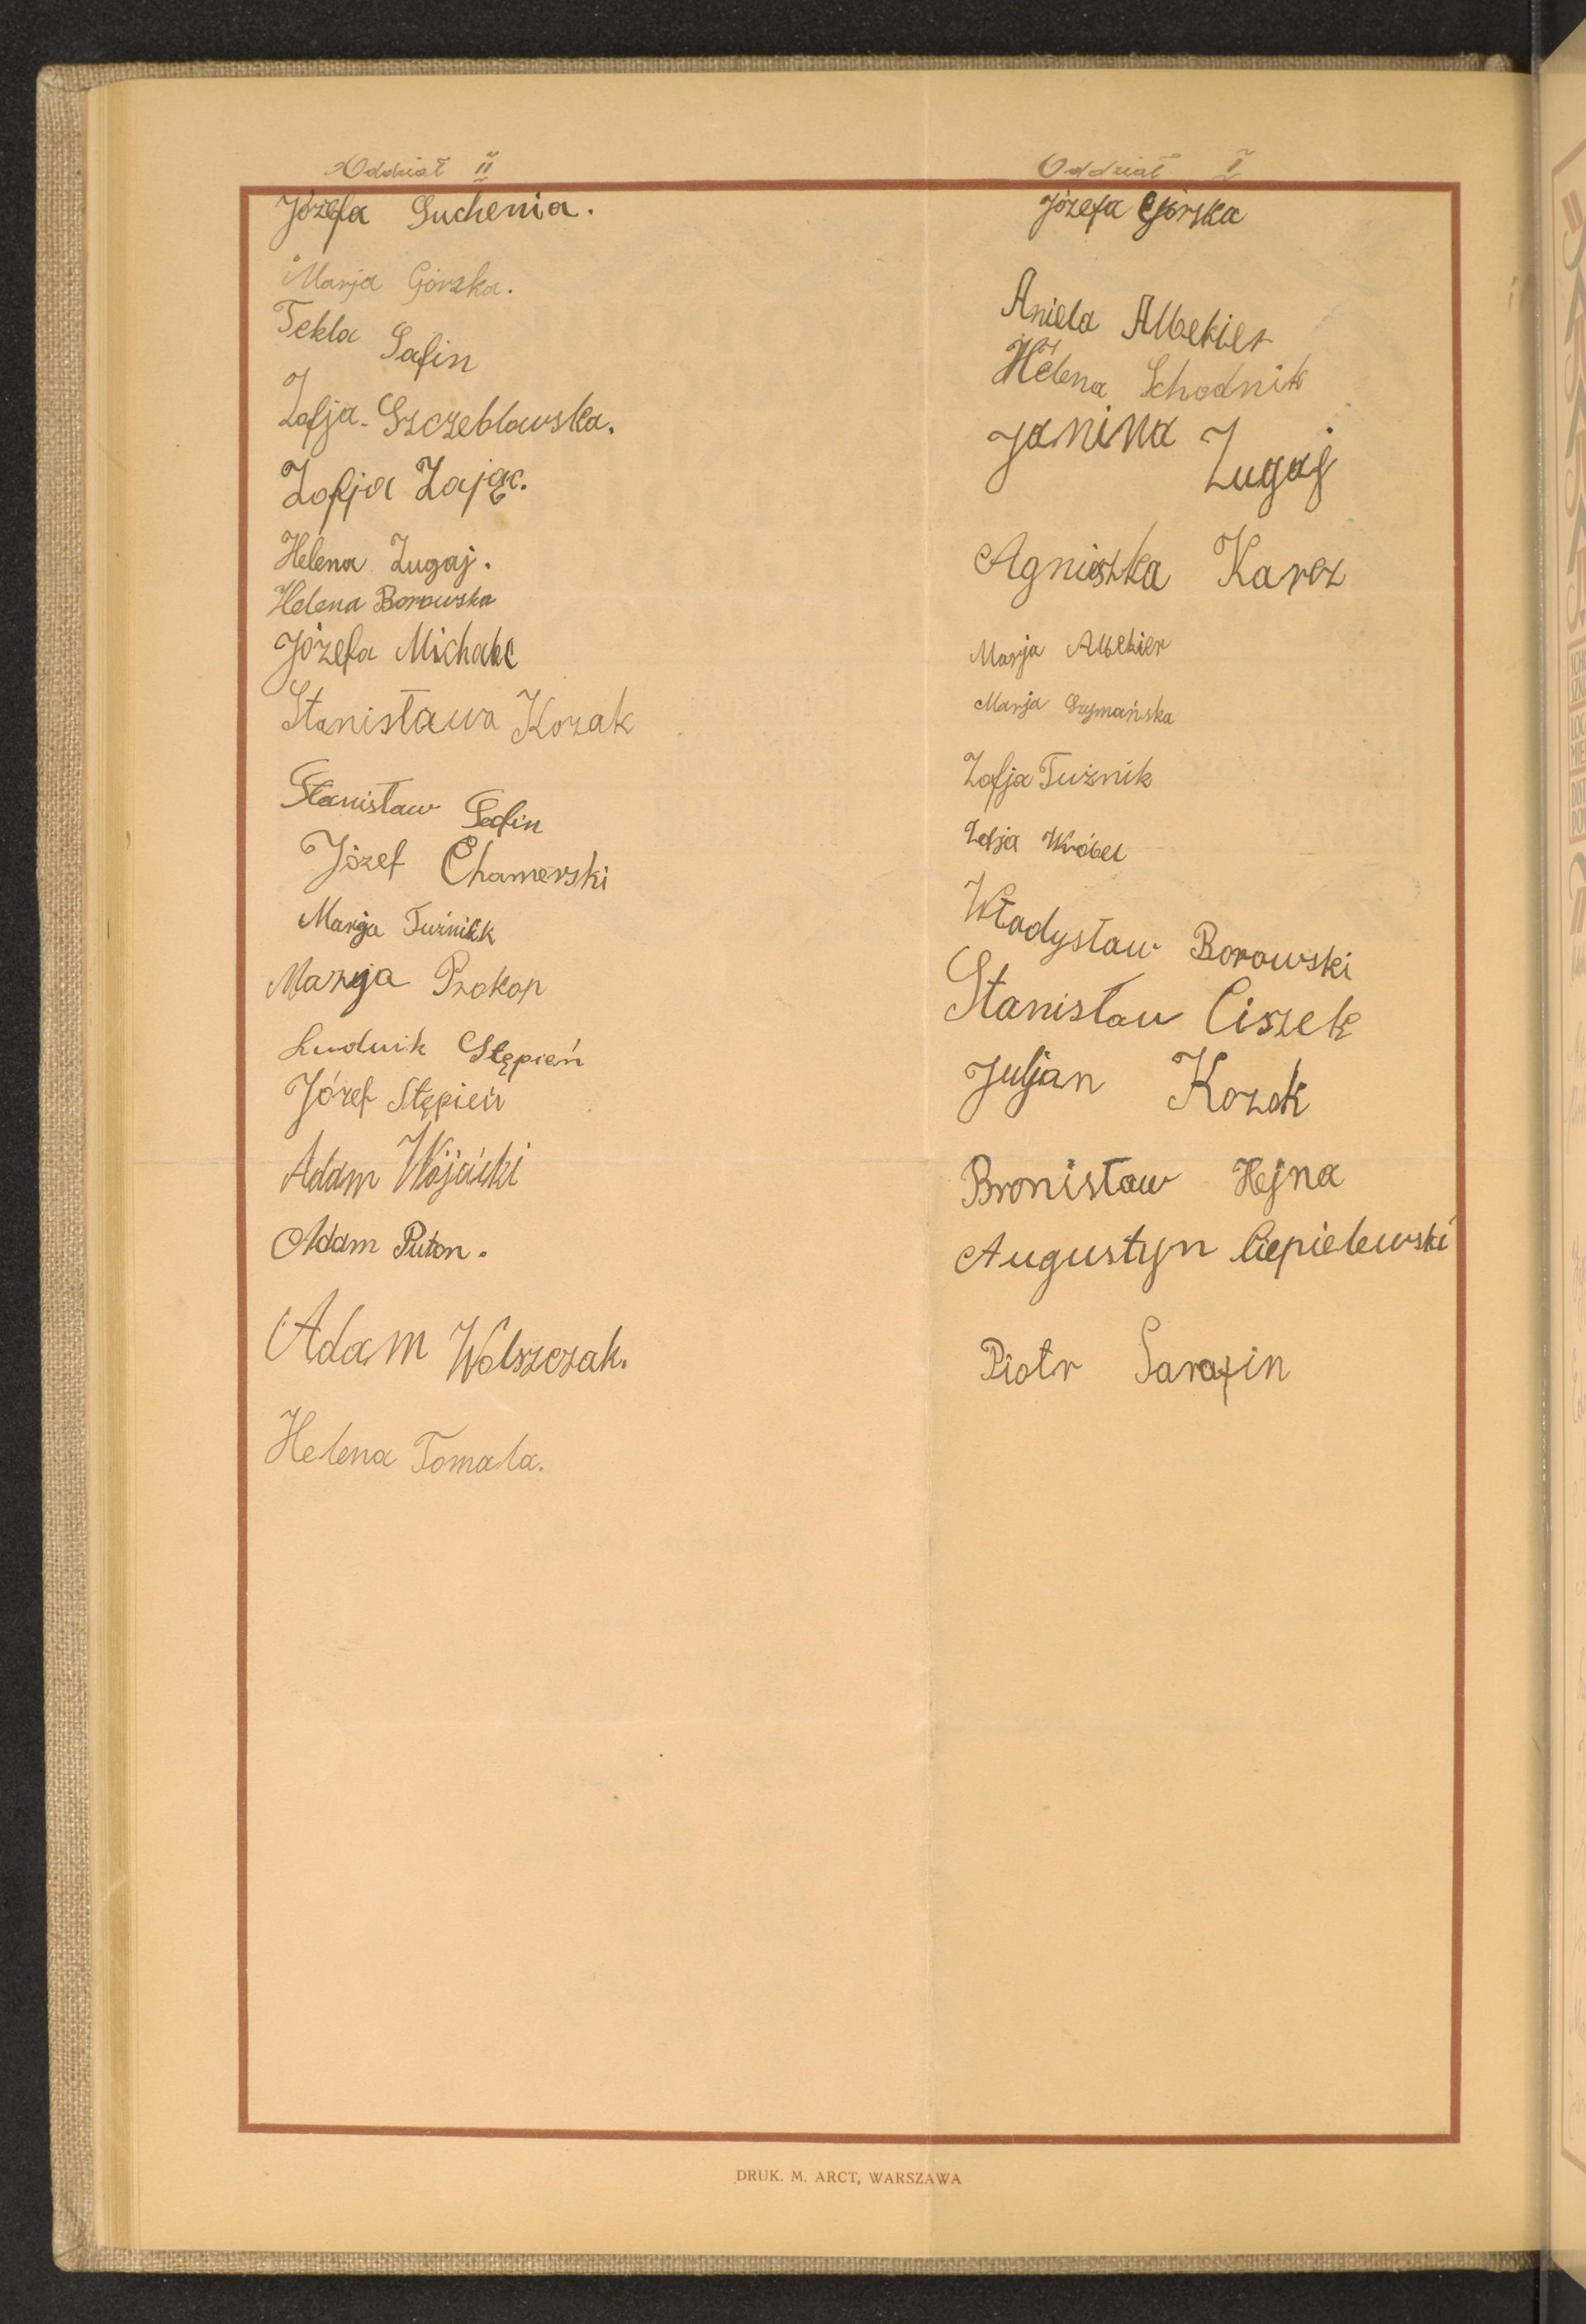 Oddział II
Józefa Suchenia.
Marja Górska.
Tekla Safin
Zofja Szczebłowska.
Zofja Zając.
Helena Zugaj.
Helena Borowska
Józefa Michalec
Stanisława Kozak
Stanisław Safin
Józef Chamerski
Marja Tuźnik
Marja Prokop
Ludwik Stępień
Józef Stępień
Adam Wójcicki
Adam Puton.
Adam Wolszczak.
Helena Tomala.
Oddział I
Józefa Górska
Aniela Albekier
Helena Schodnik
Janina Zugaj
Agnieszka Karcz
Marja Albekier
Marja Szymańska
Zofja Tuźnik
Zofja Wróbel
Władysław Borowski
Stanisław Ciszek
Juljan Kozak
Bronisław Hejna
Augustyn Ciepielewski
Piotr Sarafin
DRUK. M. ARCT, WARSZAWA